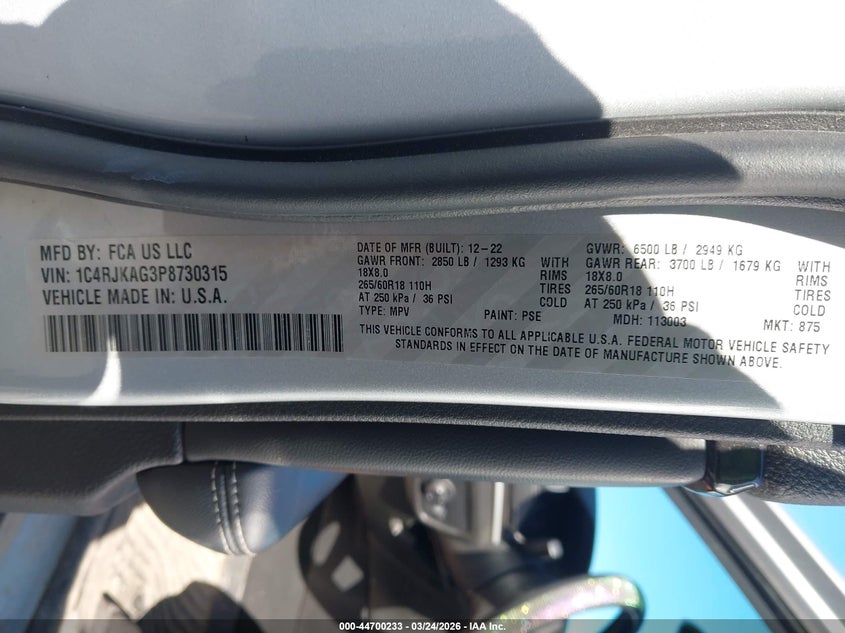 MFD BY: FCA US LLC
VIN: 1C4RJKAG3P8730315
VEHICLE MADE IN: U.S.A.
DATE OF MFR (BUILT): 12-22
GAWR FRONT: 2850 LB / 1293 KG WITH
18X8.0 RIMS
265/60R18 110H TIRES
AT 250 kPa / 36 PSI COLD
TYPE: MPV PAINT: PSE
GVWR: 6500 LB / 2949 KG
GAWR REAR: 3700 LB / 1679 KG WITH
18X8.0 RIMS
265/60R18 110H TIRES
AT 250 kPa / 36 PSI COLD
MDH: 113003 MKT: 875
THIS VEHICLE CONFORMS TO ALL APPLICABLE U.S.A. FEDERAL MOTOR VEHICLE SAFETY
STANDARDS IN EFFECT ON THE DATE OF MANUFACTURE SHOWN ABOVE.
000-44700233 - 03/24/2026 - IAA Inc.